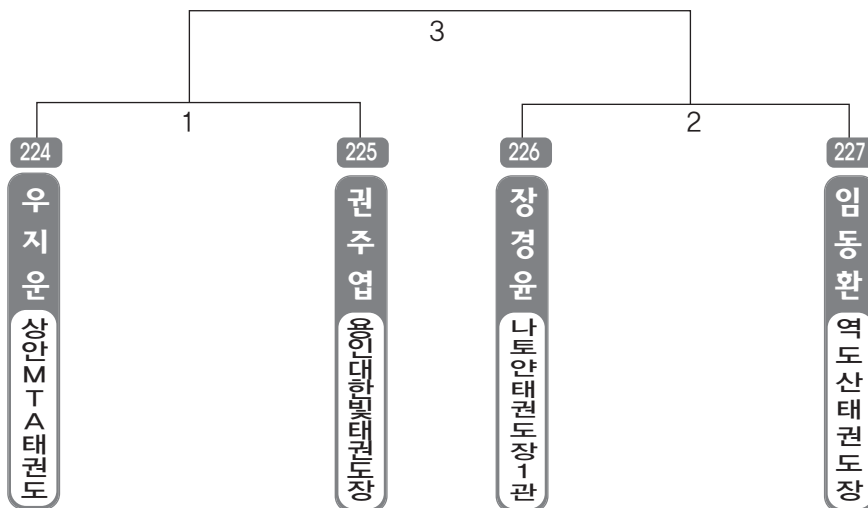 3
1
2
224
우지운
상안MTA태권도
225
권주엽
용인대한빛태권도장
226
장경윤
나토얀태권도장1관
227
임동환
역도산태권도장